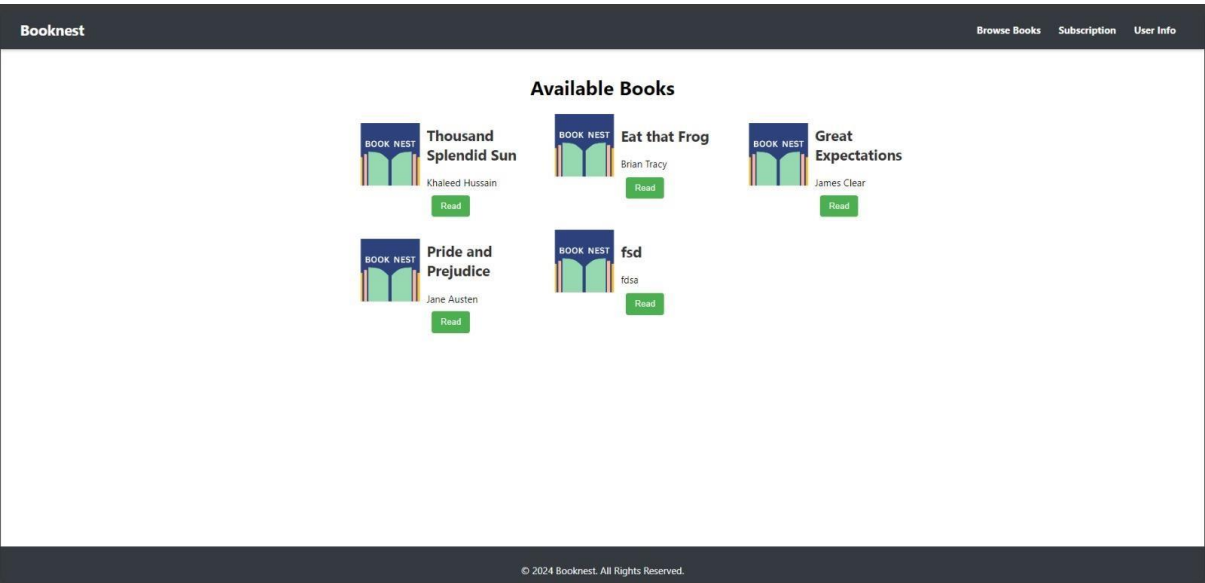 Booknest
Browse Books Subscription User Info
Available Books
BOOK NEST
Thousand
Splendid Sun
Khaleed Hussain
Read
BOOK NEST
Eat that Frog
Brian Tracy
Read
BOOK NEST
Great
Expectations
James Clear
Read
BOOK NEST
Pride and
Prejudice
Jane Austen
Read
BOOK NEST
fsd
fdsa
Read
© 2024 Booknest. All Rights Reserved.